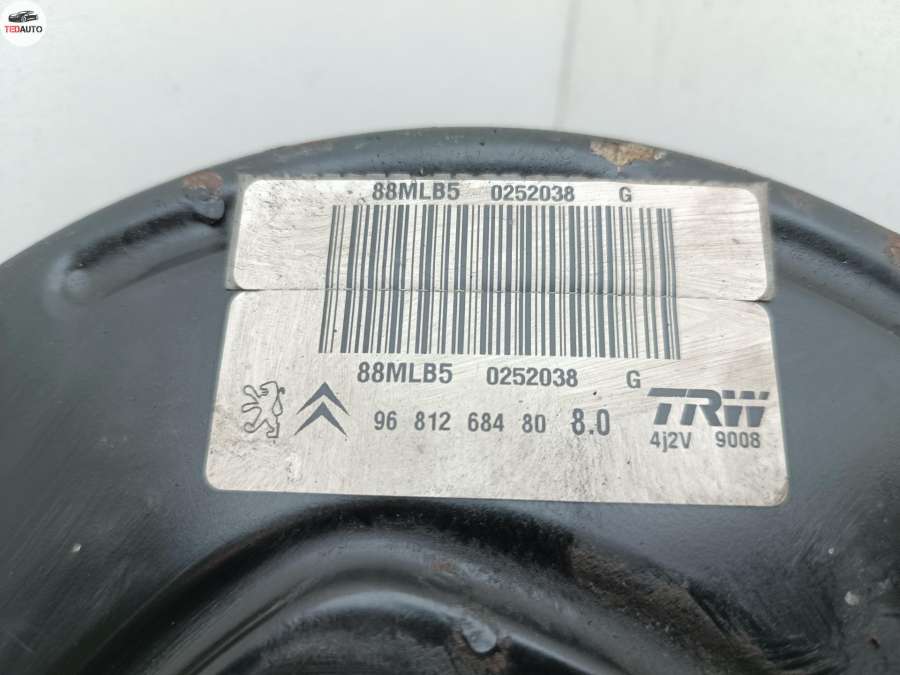 TEDAUTO
88MLB5 0252038 G
88MLB5 0252038 G
96 812 684 80 8.0
TRW
4j2V 9008